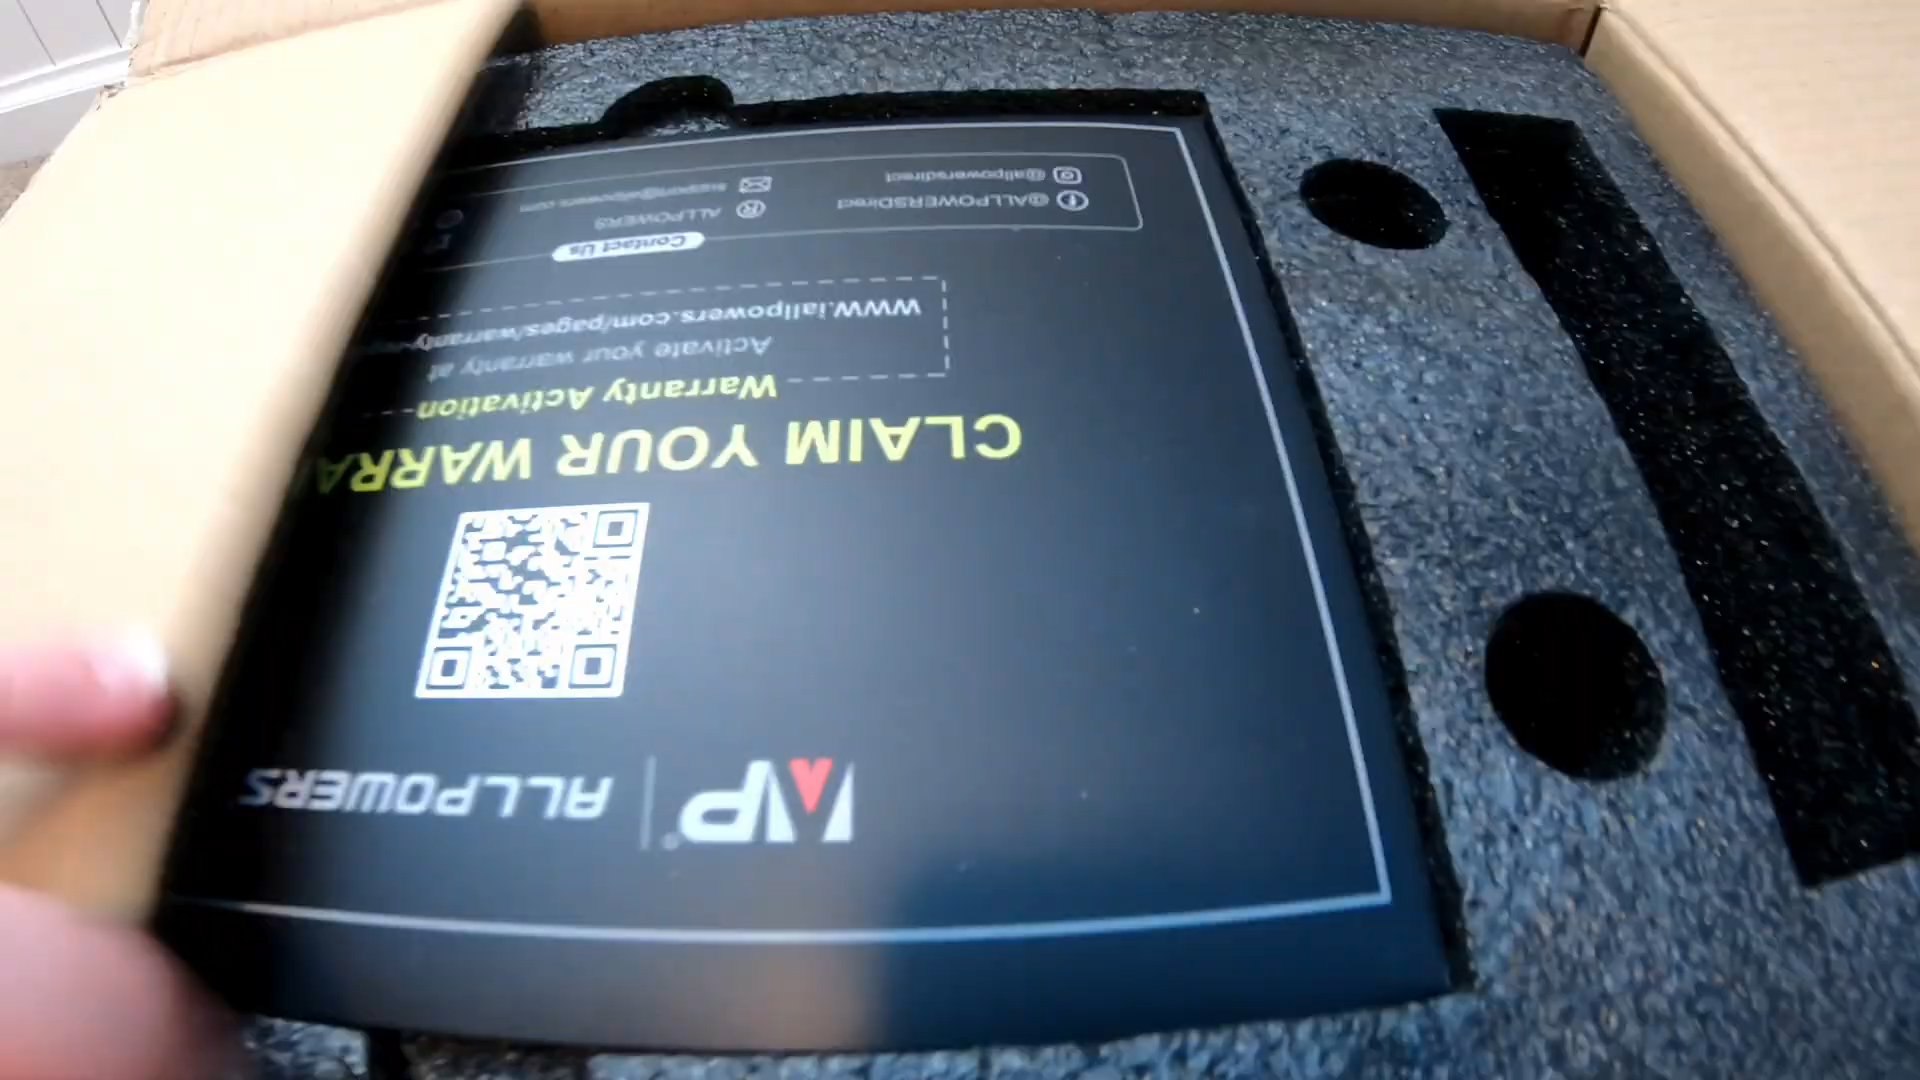 AP® | ALLPOWERS
CLAIM YOUR WARRA
Warranty Activation
Activate your warranty at
WWW.iallpowers.com/pages/warranty-
Contact Us
@ALLPOWERSDirect
ALLPOWERS
@allpowersdirect
support@iallpowers.com